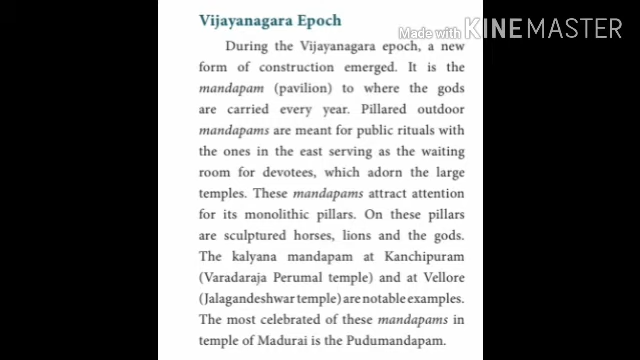 Vijayanagara Epoch
Made with KINEMASTER
During the Vijayanagara epoch, a new
form of construction emerged. It is the
mandapam (pavilion) to where the gods
are carried every year. Pillared outdoor
mandapams are meant for public rituals with
the ones in the east serving as the waiting
room for devotees, which adorn the large
temples. These mandapams attract attention
for its monolithic pillars. On these pillars
are sculptured horses, lions and the gods.
The kalyana mandapam at Kanchipuram
(Varadaraja Perumal temple) and at Vellore
(Jalagandeshwar temple) are notable examples.
The most celebrated of these mandapams in
temple of Madurai is the Pudumandapam.